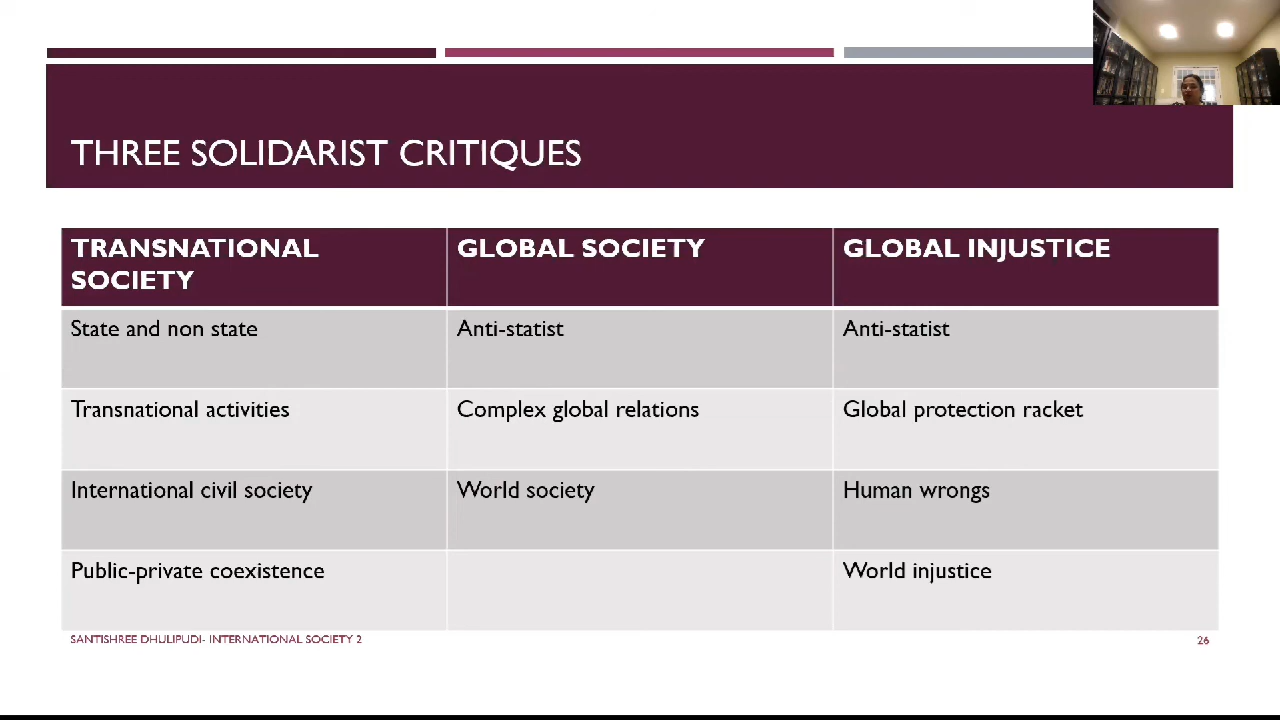 THREE SOLIDARIST CRITIQUES
TRANSNATIONAL
SOCIETY
GLOBAL SOCIETY
GLOBAL INJUSTICE
State and non state
Anti-statist
Anti-statist
Transnational activities
Complex global relations
Global protection racket
International civil society
World society
Human wrongs
Public-private coexistence
World injustice
SANTISHREE DHULIPUDI- INTERNATIONAL SOCIETY 2
26